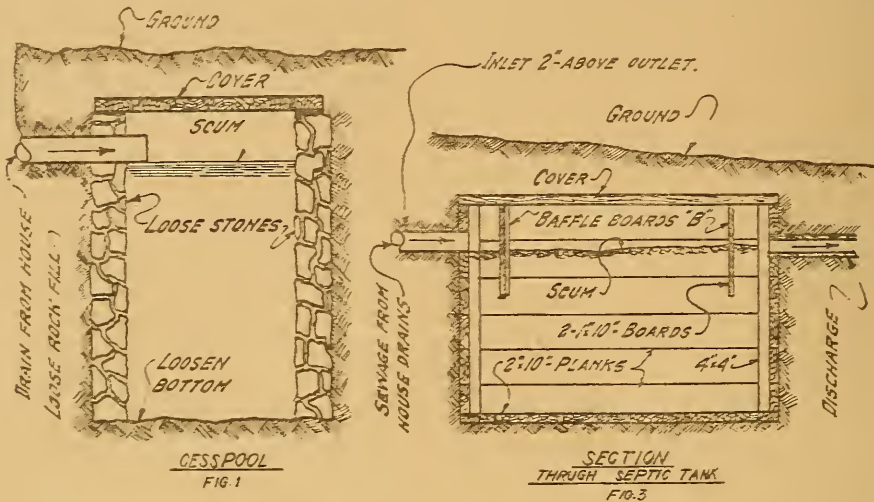 GROUND
COVER
SCUM
DRAIN FROM HOUSE
LOOSE ROCK FILL
LOOSE STONES
LOOSEN
BOTTOM
CESSPOOL
FIG.1
INLET 2"-ABOVE OUTLET.
GROUND
COVER
BAFFLE BOARDS "B"
SCUM
SEWAGE FROM
HOUSE DRAINS
2-1"x10" BOARDS
2"x10" PLANKS
4"x4"
DISCHARGE
SECTION
THROUGH SEPTIC TANK
FIG.3